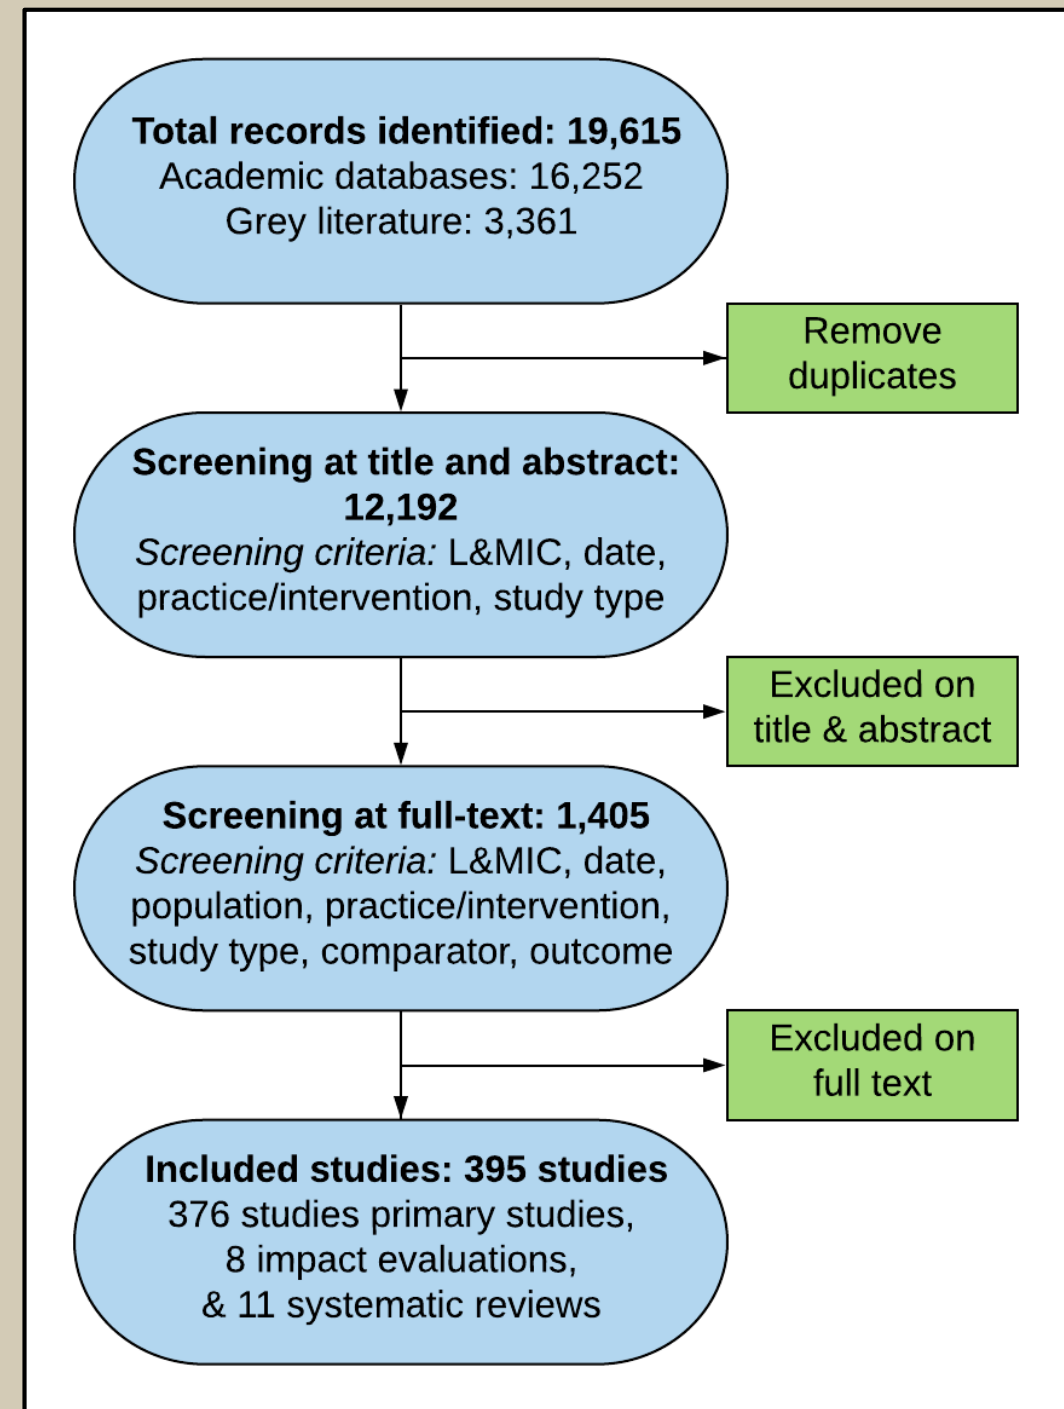 Total records identified: 19,615
Academic databases: 16,252
Grey literature: 3,361
Remove
duplicates
Screening at title and abstract:
12,192
Screening criteria: L&MIC, date,
practice/intervention, study type
Excluded on
title & abstract
Screening at full-text: 1,405
Screening criteria: L&MIC, date,
population, practice/intervention,
study type, comparator, outcome
Excluded on
full text
Included studies: 395 studies
376 studies primary studies,
8 impact evaluations,
& 11 systematic reviews